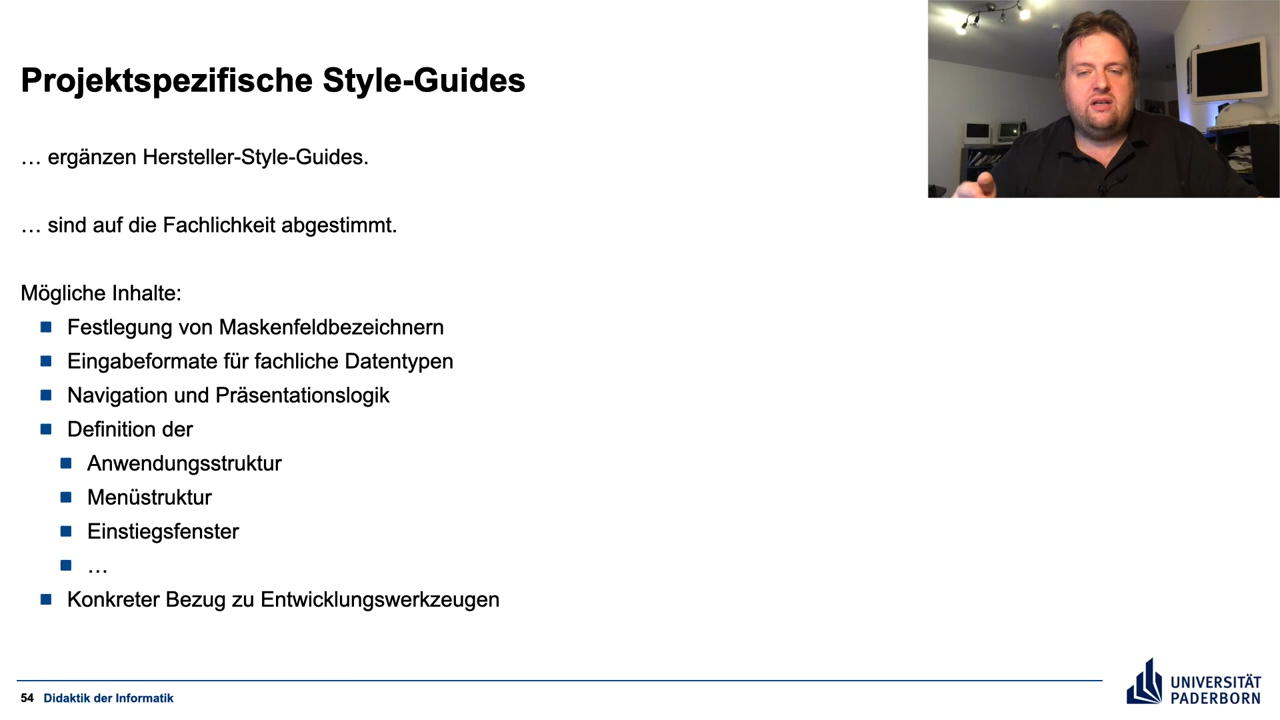 Projektspezifische Style-Guides
… ergänzen Hersteller-Style-Guides.
… sind auf die Fachlichkeit abgestimmt.
Mögliche Inhalte:
Festlegung von Maskenfeldbezeichnern
Eingabeformate für fachliche Datentypen
Navigation und Präsentationslogik
Definition der
Anwendungsstruktur
Menüstruktur
Einstiegsfenster
…
Konkreter Bezug zu Entwicklungswerkzeugen
54 Didaktik der Informatik
UNIVERSITÄT
PADERBORN